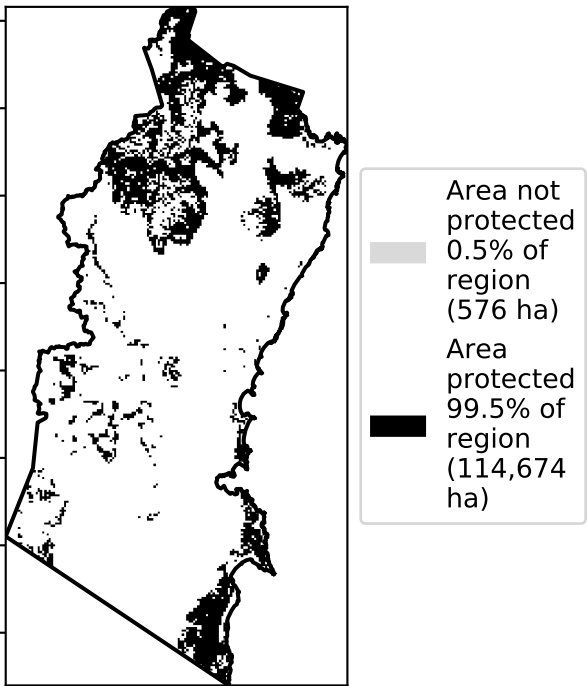 Area not
protected
0.5% of
region
(576 ha)
Area
protected
99.5% of
region
(114,674
ha)